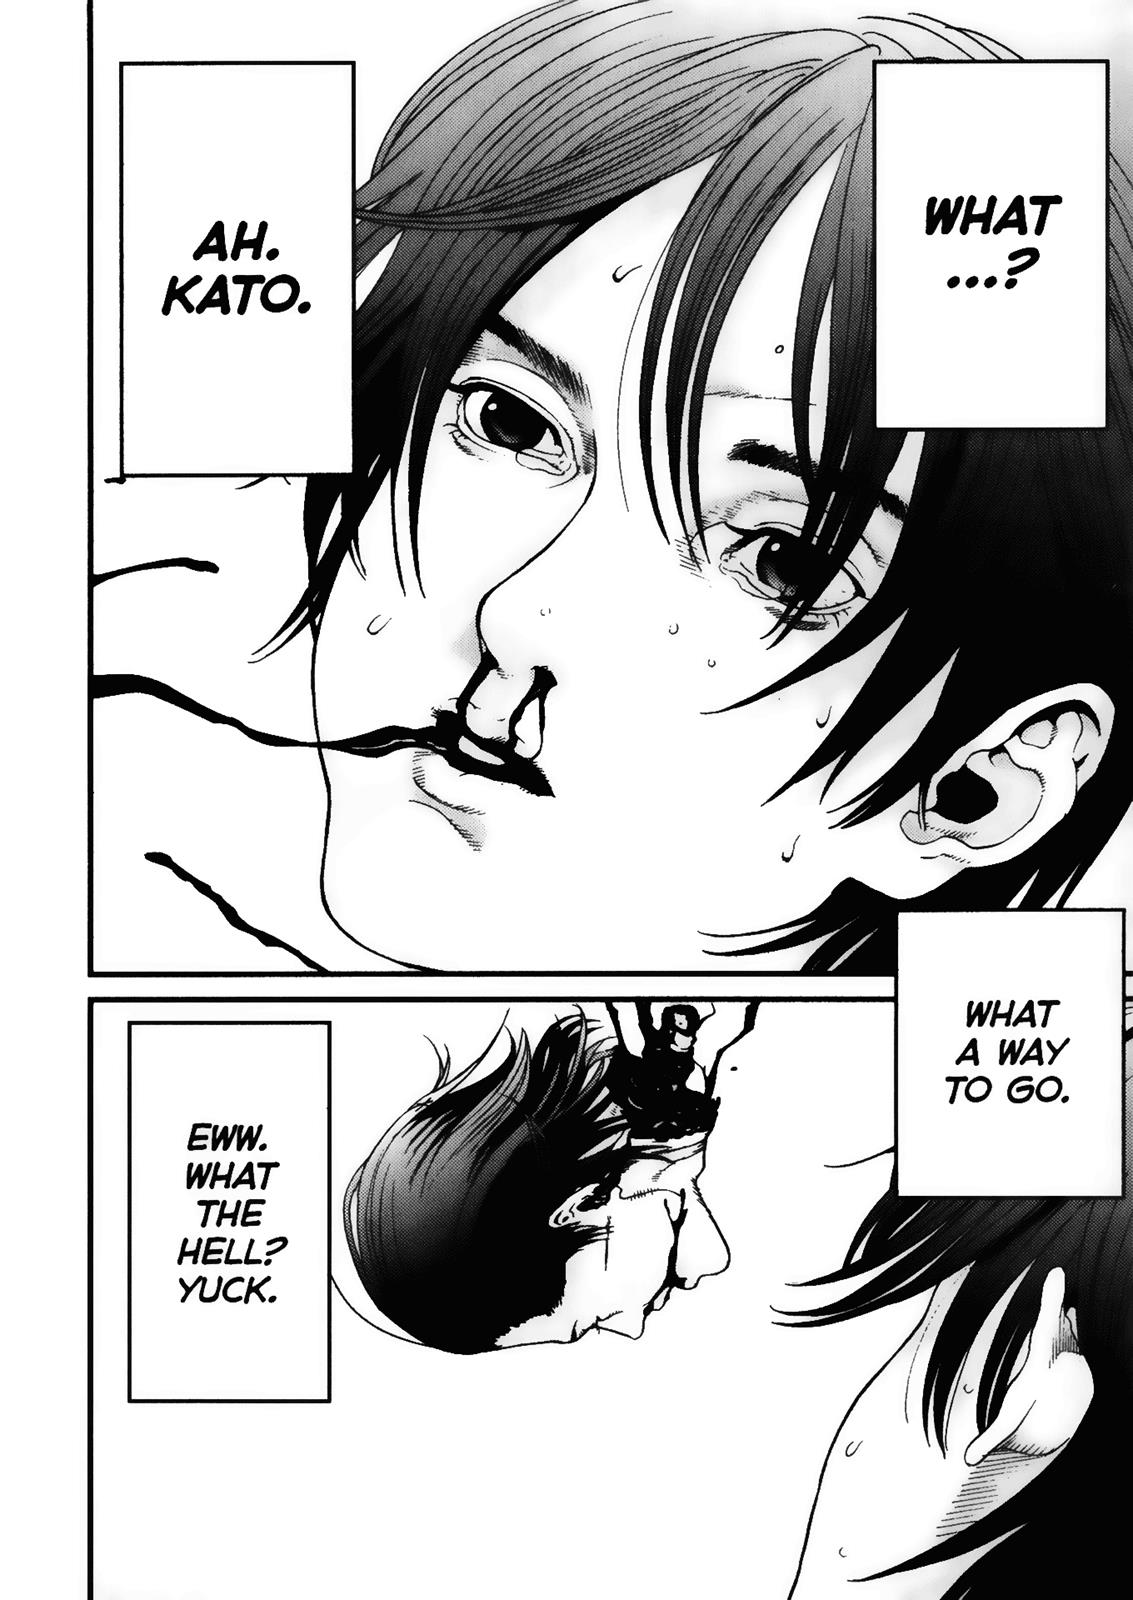 WHAT
...?
AH.
KATO.
WHAT
A WAY
TO GO.
EWW.
WHAT
THE
HELL?
YUCK.